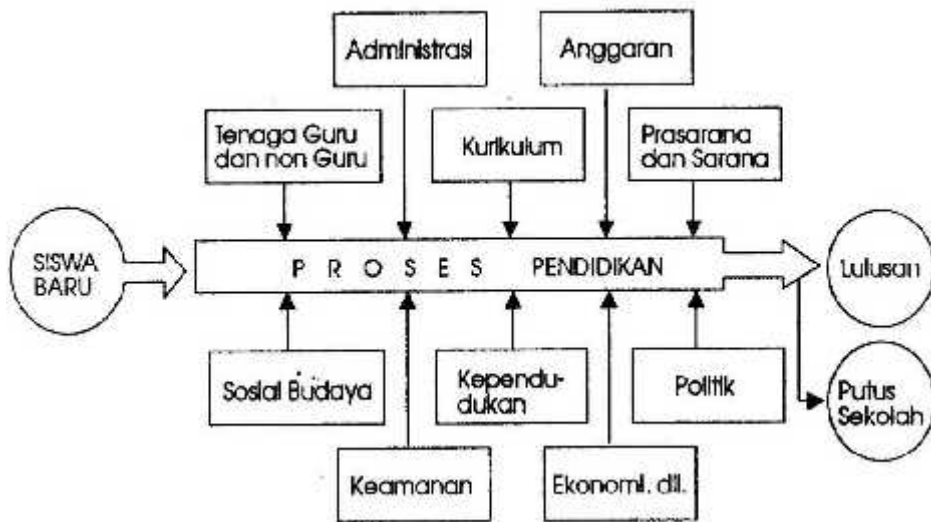 Administrasi
Anggaran
Tenaga Guru
dan non Guru
Kurikulum
Prasarana
dan Sarana
SISWA
BARU
PROSES PENDIDIKAN
Lulusan
Sosial Budaya
Kependu-
dukan
Politik
Putus
Sekolah
Keamanan
Ekonomi. dll.